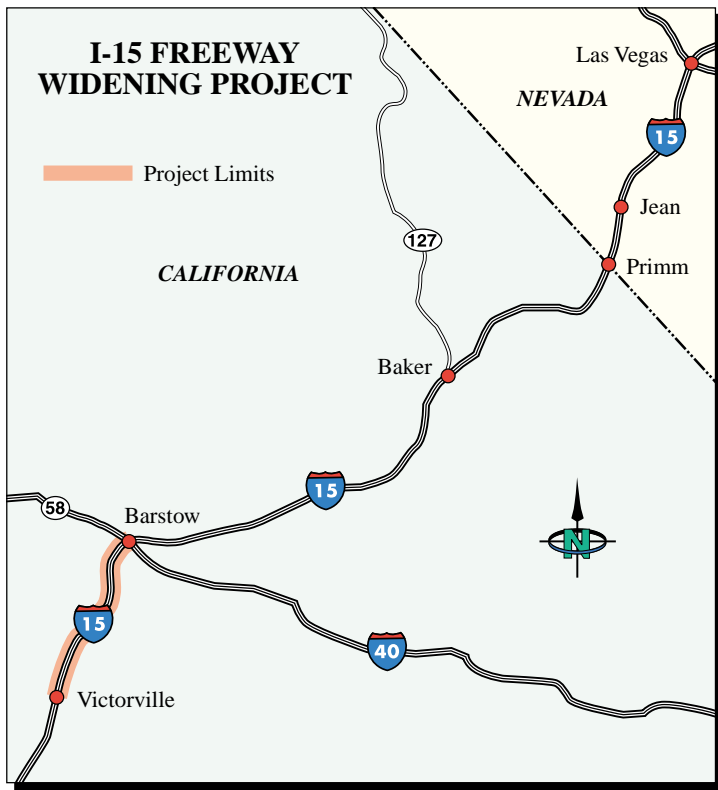 I-15 FREEWAY
WIDENING PROJECT
Las Vegas
NEVADA
15
Project Limits
Jean
127
Primm
CALIFORNIA
Baker
15
58
Barstow
N
15
40
Victorville